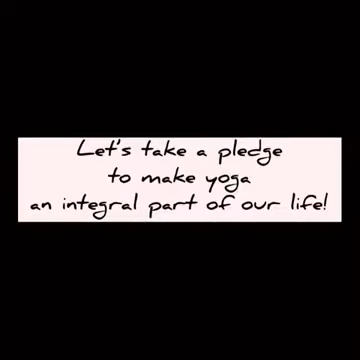 Let's take a pledge
to make yoga
an integral part of our life!